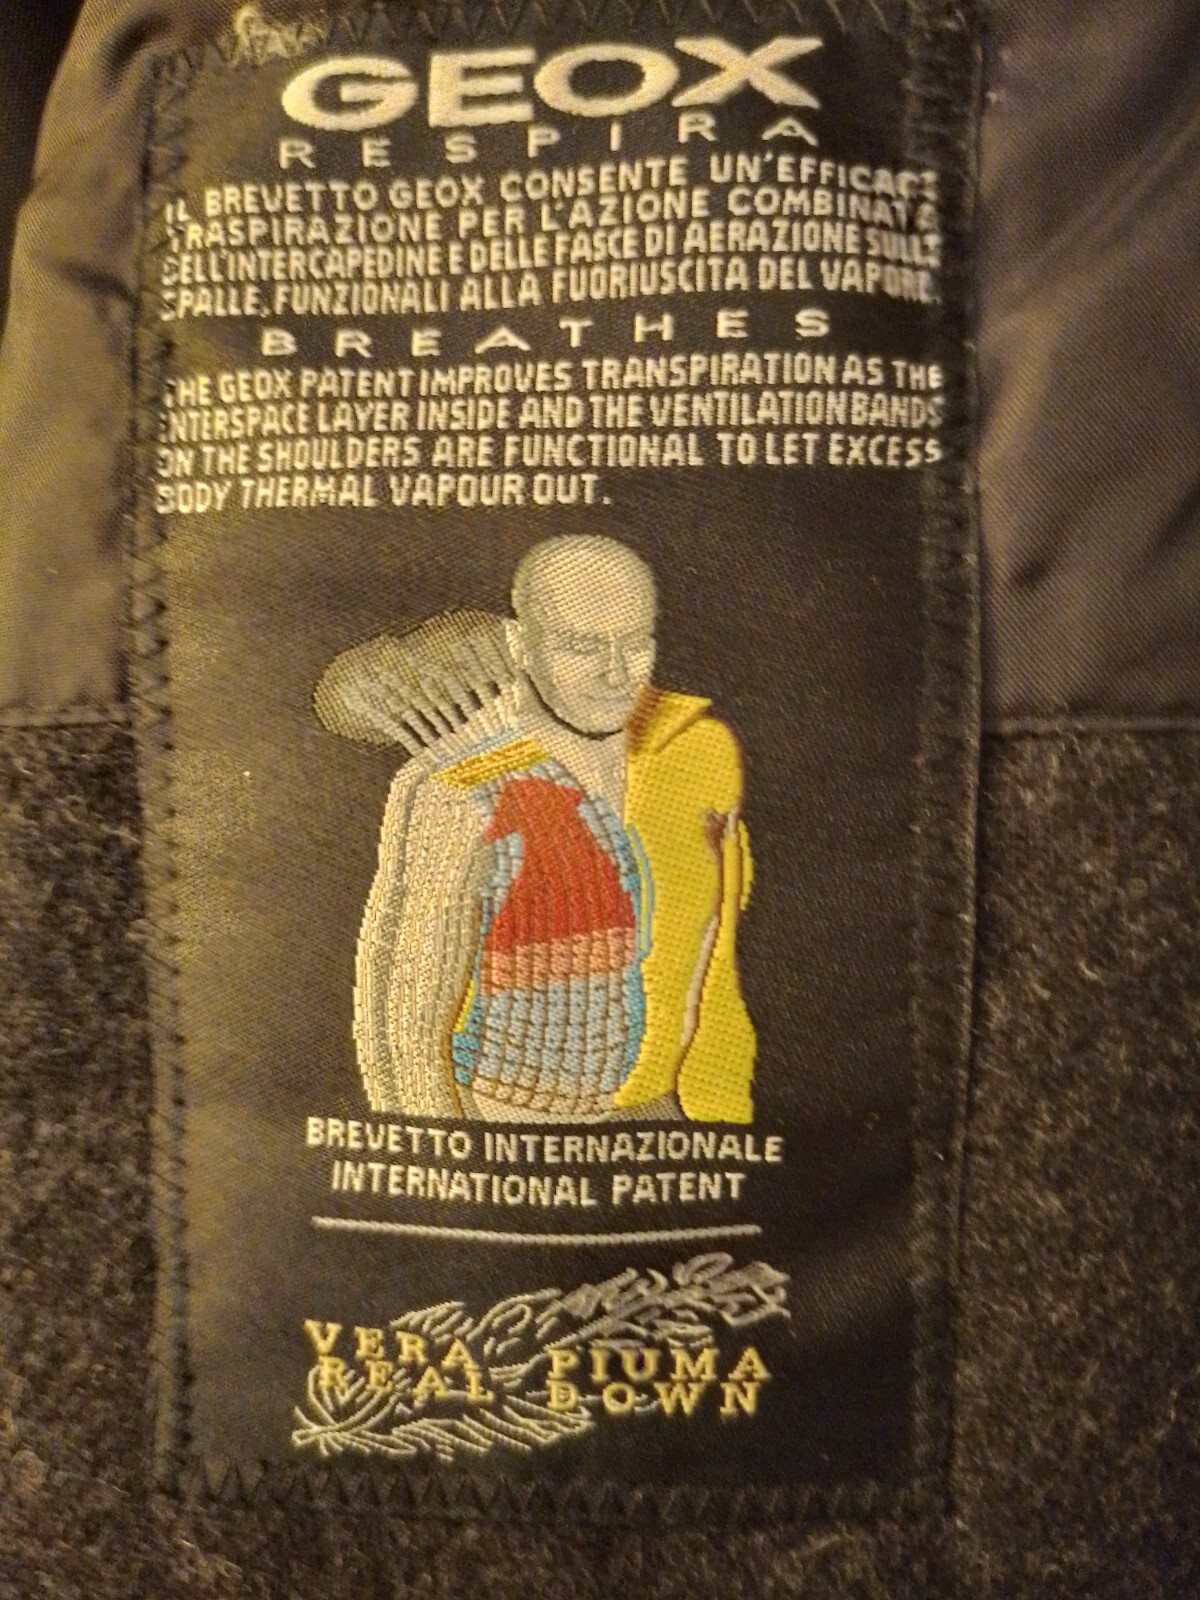 GEOX
RESPIRA
IL BREVETTO GEOX CONSENTE UN'EFFICACE
TRASPIRAZIONE PER L'AZIONE COMBINATA
DELL'INTERCAPEDINE E DELLE FASCE DI AERAZIONE SULLE
SPALLE, FUNZIONALI ALLA FUORIUSCITA DEL VAPORE.
BREATHES
THE GEOX PATENT IMPROVES TRANSPIRATION AS THE
INTERSPACE LAYER INSIDE AND THE VENTILATION BANDS
ON THE SHOULDERS ARE FUNCTIONAL TO LET EXCESS
BODY THERMAL VAPOUR OUT.
BREVETTO INTERNAZIONALE
INTERNATIONAL PATENT
VERA PIUMA
REAL DOWN